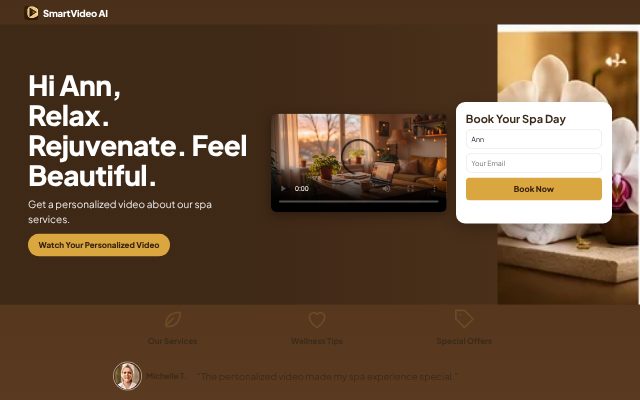 SmartVideo AI
Hi Ann,
Relax.
Rejuvenate. Feel
Beautiful.
Get a personalized video about our spa
services.
Watch Your Personalized Video
0:00
Book Your Spa Day
Ann
Your Email
Book Now
Our Services
Wellness Tips
Special Offers
Michelle T.
"The personalized video made my spa experience special."